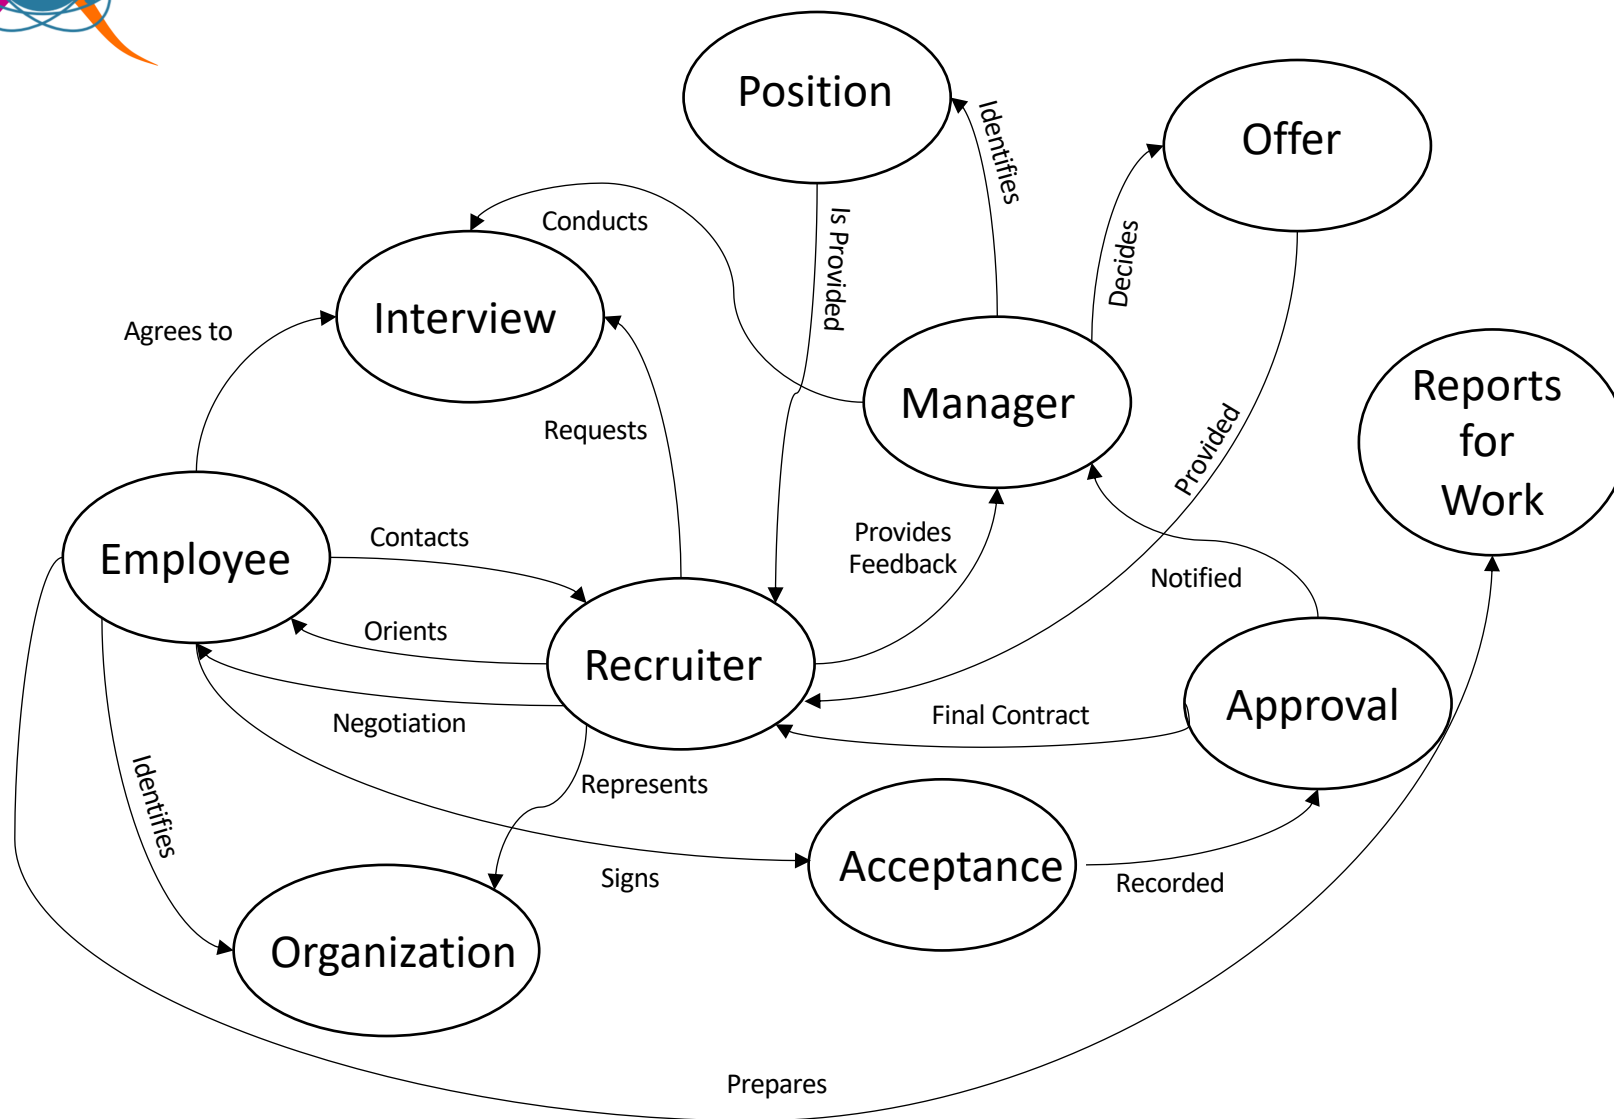 Position
Identifies
Offer
Conducts
Is Provided
Decides
Agrees to
Interview
Manager
Reports
for
Work
Requests
Provided
Employee
Contacts
Provides
Feedback
Notified
Orients
Recruiter
Negotiation
Final Contract
Approval
Identifies
Represents
Acceptance
Signs
Recorded
Organization
Prepares